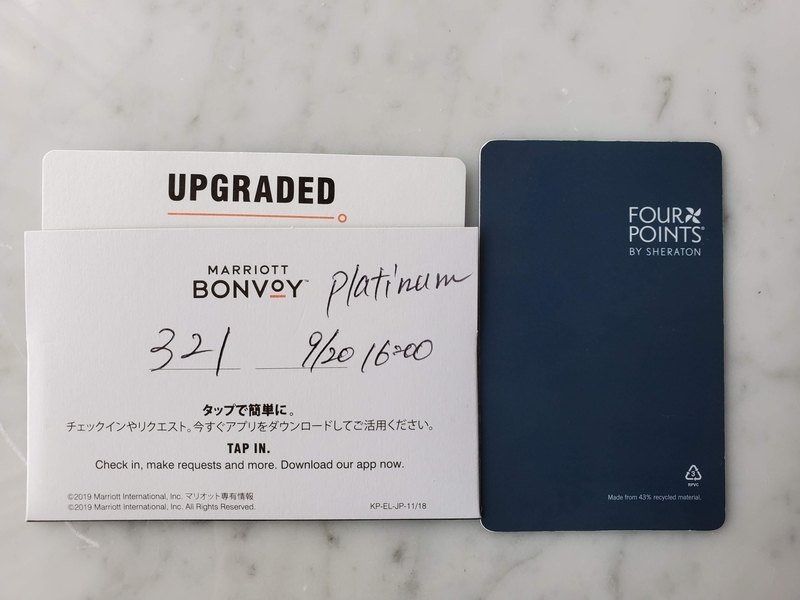 UPGRADED
MARRIOTT
BONVOY™ platinum
321 9/20 16:00
タップで簡単に。
チェックインやリクエスト。今すぐアプリをダウンロードしてご活用ください。
TAP IN.
Check in, make requests and more. Download our app now.
©2019 Marriott International, Inc. マリオット専有情報
©2019 Marriott International, Inc. All Rights Reserved.
KP-EL-JP-11/18
FOUR
POINTS®
BY SHERATON
3
RPVC
Made from 43% recycled material.